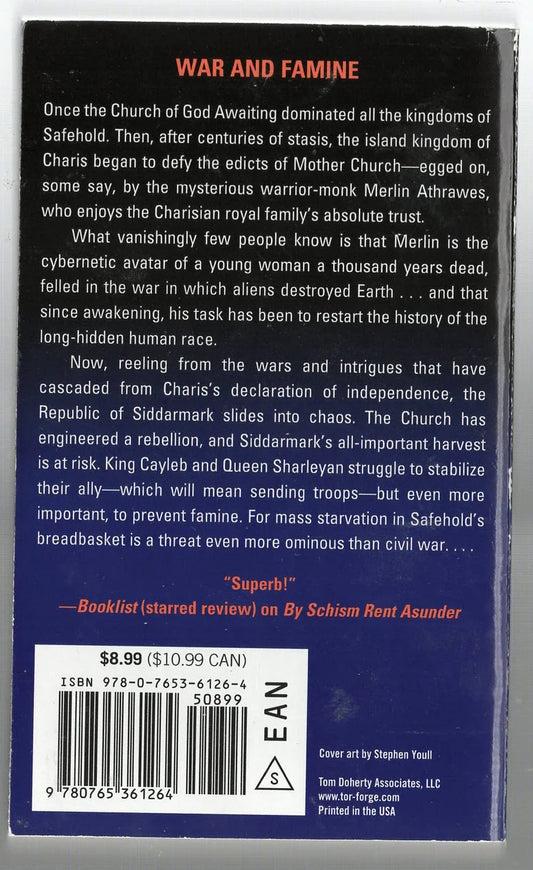 WAR AND FAMINE
Once the Church of God Awaiting dominated all the kingdoms of
Safehold. Then, after centuries of stasis, the island kingdom of
Charis began to defy the edicts of Mother Church—egged on,
some say, by the mysterious warrior-monk Merlin Athrawes,
who enjoys the Charisian royal family's absolute trust.
What vanishingly few people know is that Merlin is the
cybernetic avatar of a young woman a thousand years dead,
felled in the war in which aliens destroyed Earth . . . and that
since awakening, his task has been to restart the history of the
long-hidden human race.
Now, reeling from the wars and intrigues that have
cascaded from Charis's declaration of independence, the
Republic of Siddarmark slides into chaos. The Church has
engineered a rebellion, and Siddarmark's all-important harvest
is at risk. King Cayleb and Queen Sharleyan struggle to stabilize
their ally—which will mean sending troops—but even more
important, to prevent famine. For mass starvation in Safehold's
breadbasket is a threat even more ominous than civil war. . . .
"Superb!"
—Booklist (starred review) on By Schism Rent Asunder
$8.99 ($10.99 CAN)
ISBN 978-0-7653-6126-4
50899
9 780765 361264
S
EAN
Cover art by Stephen Youll
Tom Doherty Associates, LLC
www.tor-forge.com
Printed in the USA